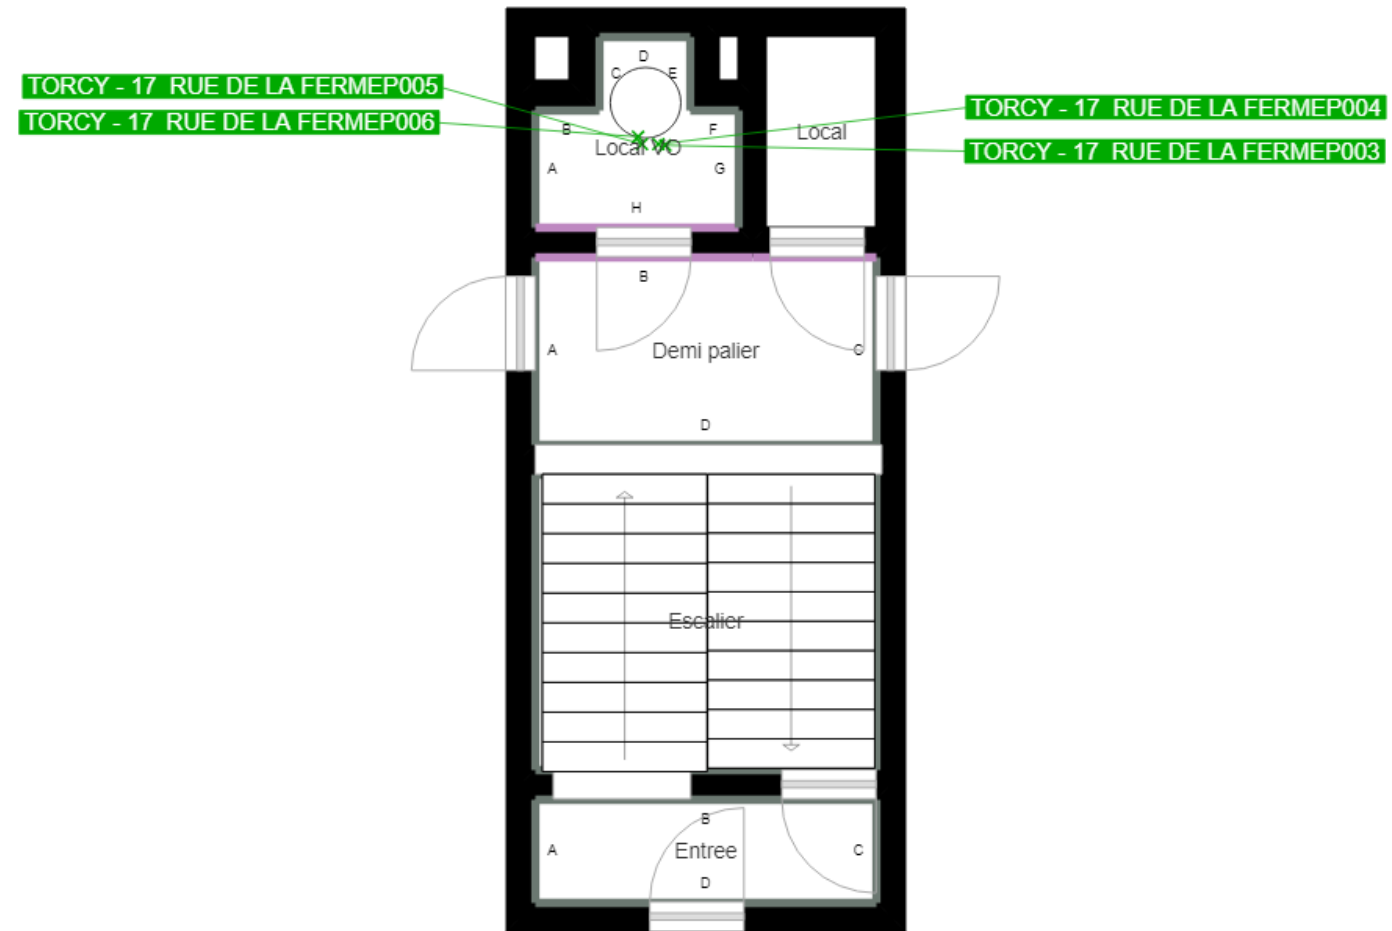 D
C E
TORCY - 17 RUE DE LA FERMEP005
TORCY - 17 RUE DE LA FERMEP004
TORCY - 17 RUE DE LA FERMEP006
B F
Local
Local VO
TORCY - 17 RUE DE LA FERMEP003
A G
H
B
A Demi palier C
D
Escalier
B
A Entree C
D